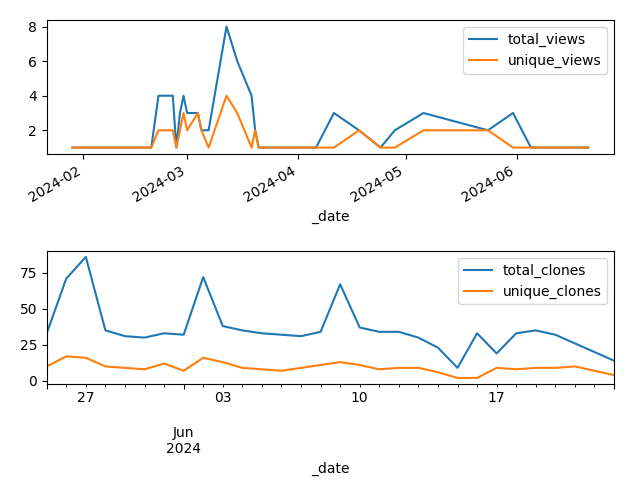 8
6
4
2
total_views
unique_views
2024-02
2024-03
2024-04
2024-05
2024-06
_date
75
50
25
0
total_clones
unique_clones
27
03
10
17
Jun
2024
_date